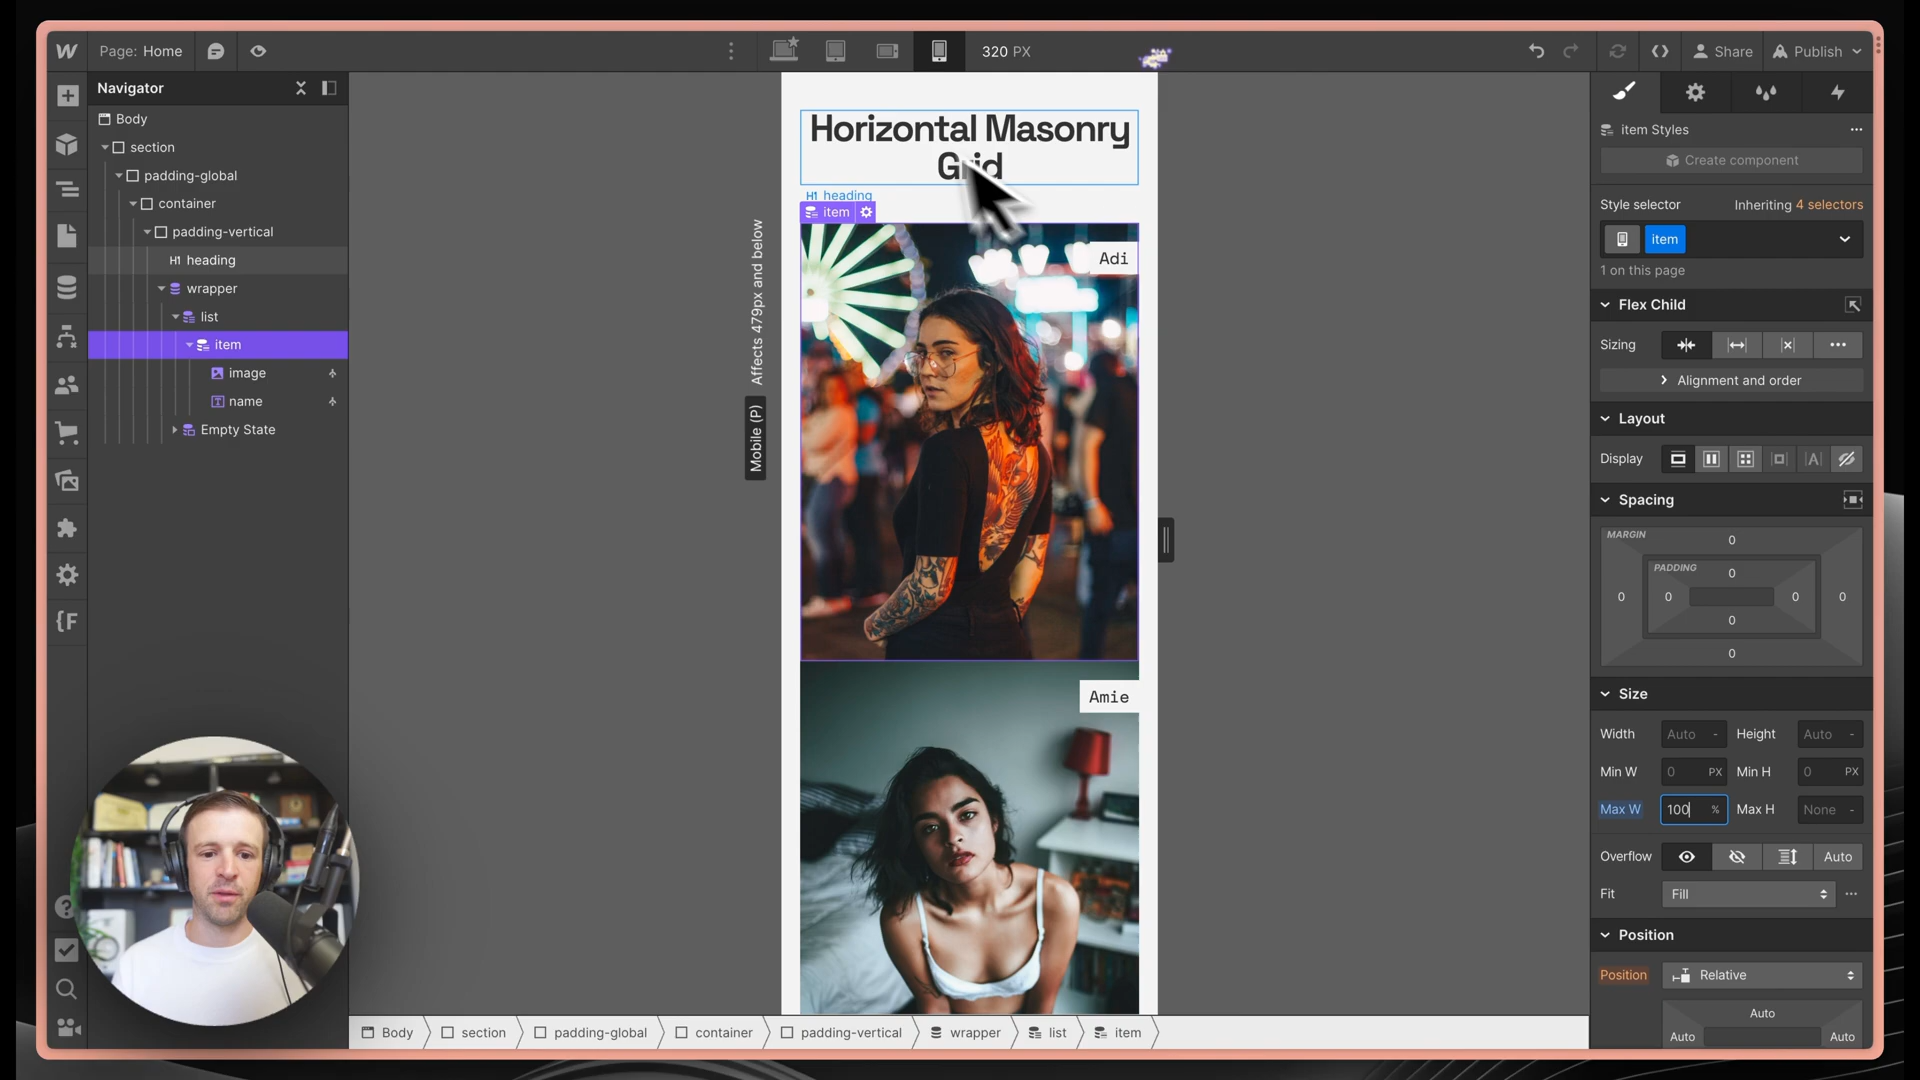 Page: Home
320 PX
Share
Publish
Navigator
Body
section
padding-global
container
padding-vertical
H1 heading
wrapper
list
item
image
name
Empty State
Affects 479px and below
Mobile (P)
Horizontal Masonry
Grid
H1 heading
item
Adi
Amie
item Styles
Create component
Style selector
Inheriting 4 selectors
item
1 on this page
Flex Child
Sizing
Alignment and order
Layout
Display
Spacing
MARGIN
0
PADDING
0
0 0 0 0
0
0
Size
Width Auto - Height Auto -
Min W 0 PX Min H 0 PX
Max W 100 % Max H None -
Overflow Auto
Fit Fill
Position
Position Relative
Auto
Auto Auto
Body section padding-global container padding-vertical wrapper list item